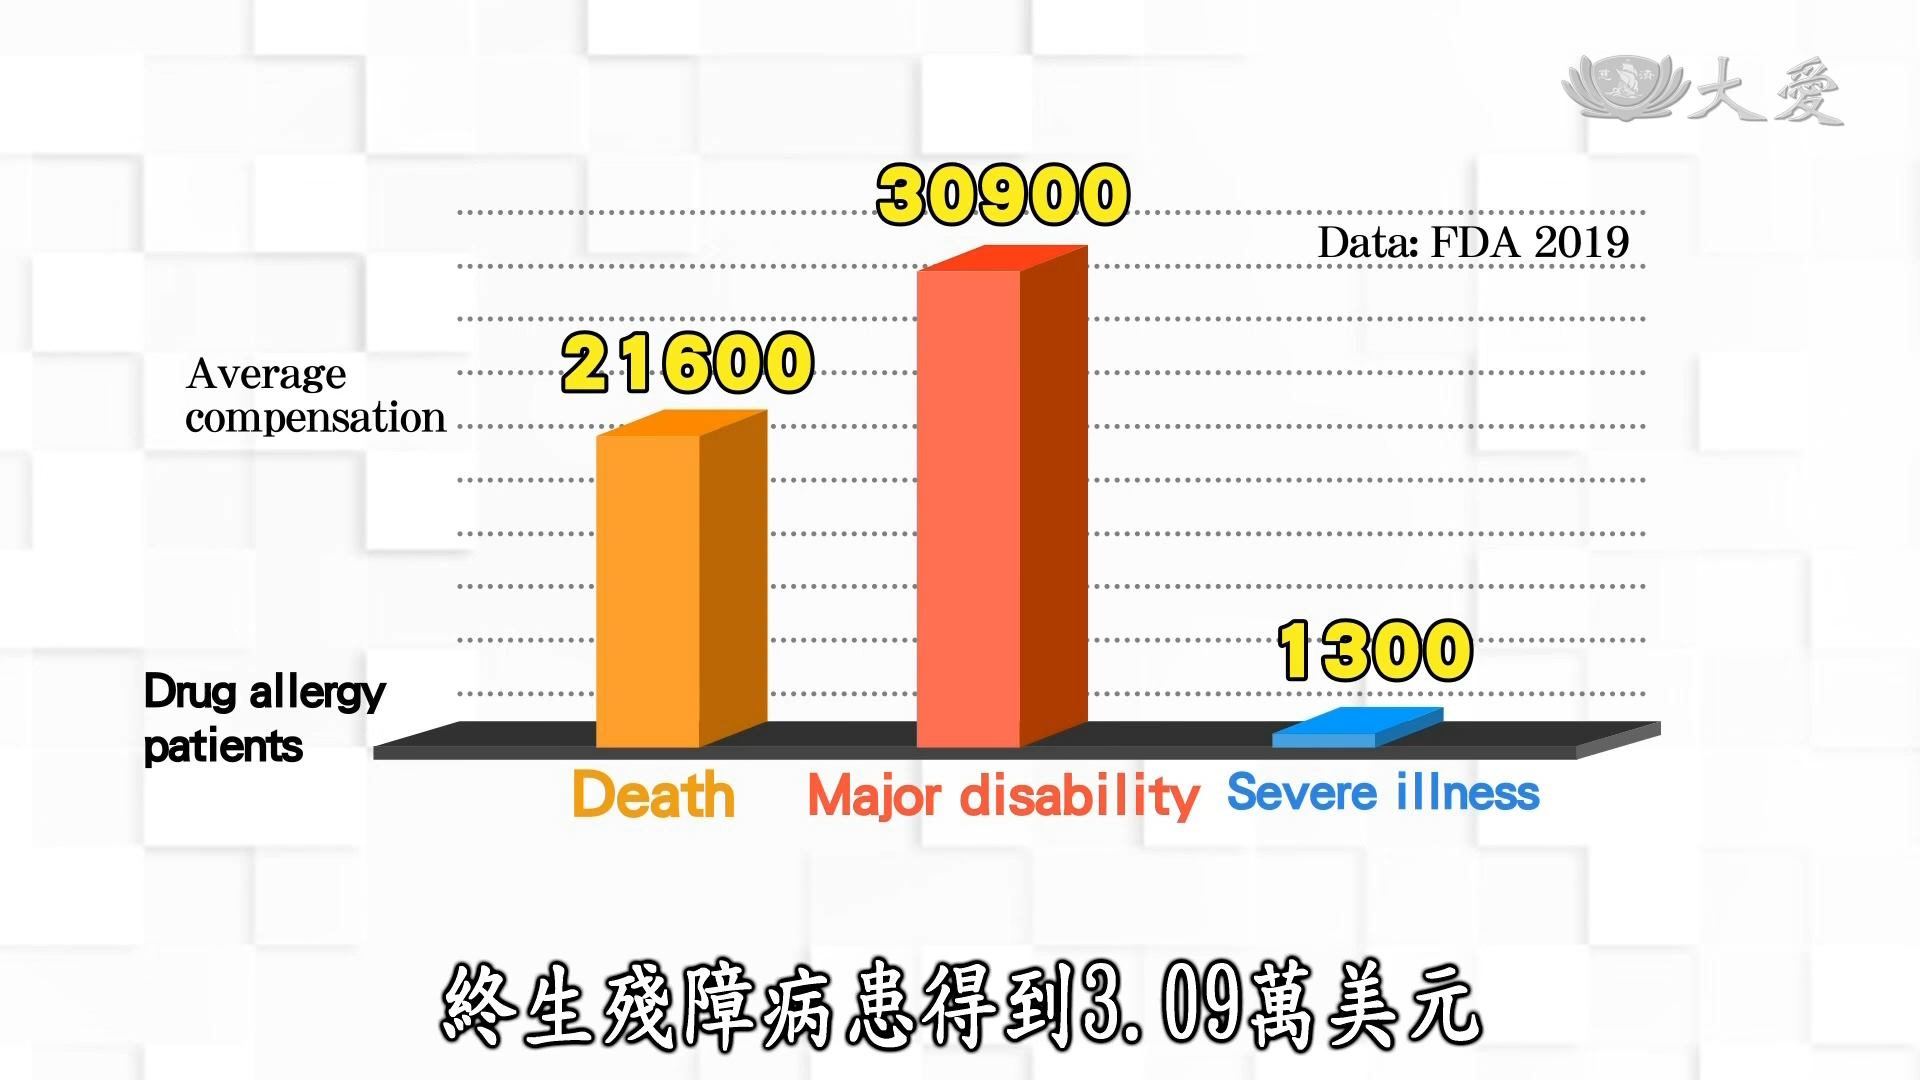 大愛
30900
Data: FDA 2019
21600
Average
compensation
1300
Drug allergy
patients
Death
Major disability
Severe illness
終生殘障病患得到3.09萬美元